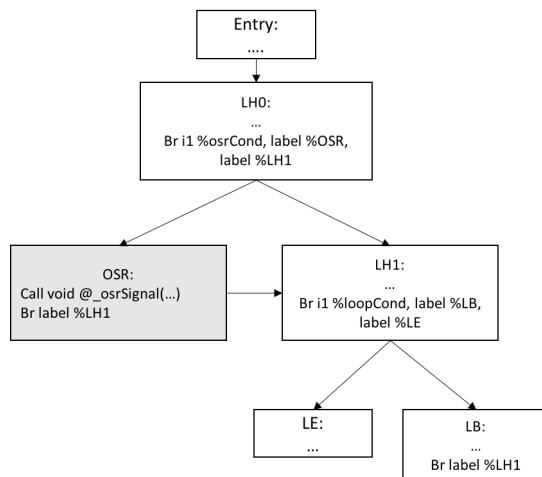 Entry:
....
LH0:
...
Br i1 %osrCond, label %OSR,
label %LH1
OSR:
Call void @_osrSignal(...)
Br label %LH1
LH1:
...
Br i1 %loopCond, label %LB,
label %LE
LE:
...
LB:
...
Br label %LH1